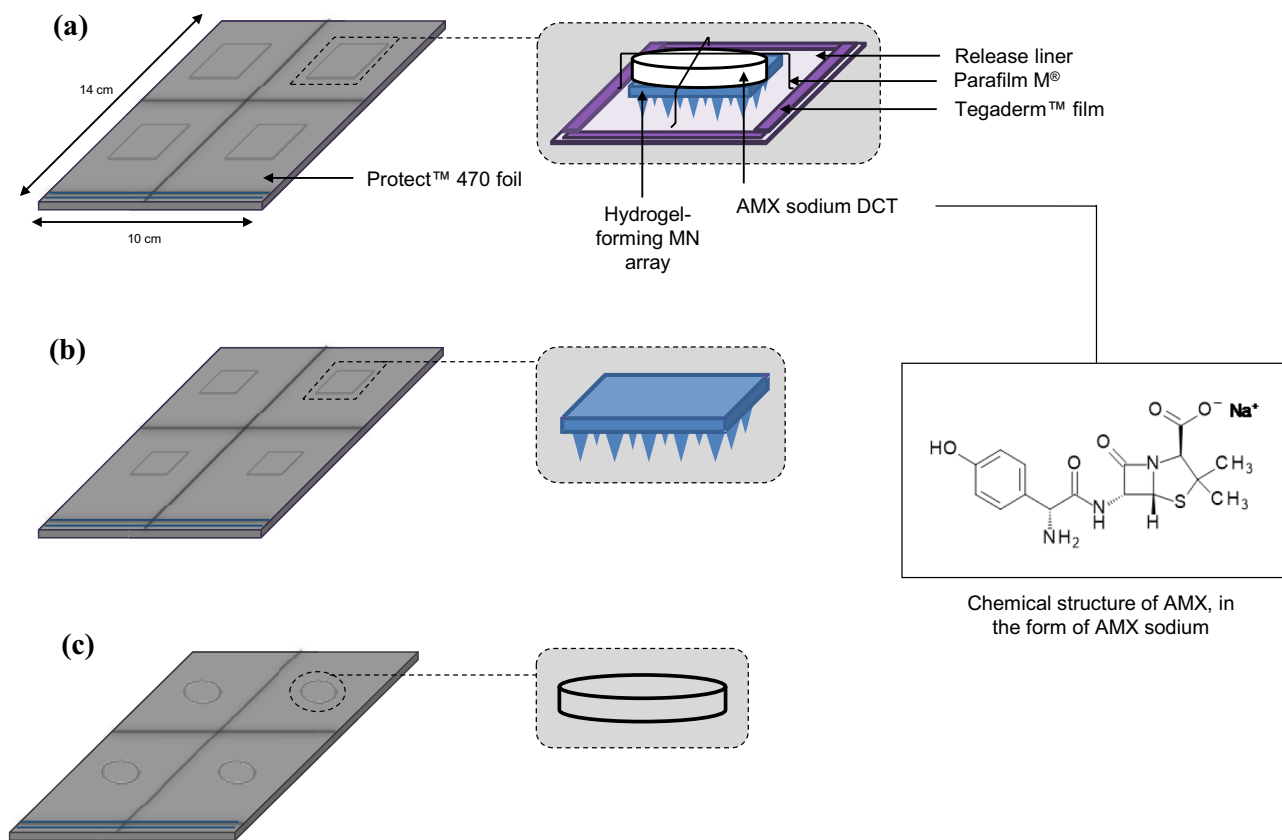 (a)
14 cm
10 cm
Protect™ 470 foil
Release liner
Parafilm M®
Tegaderm™ film
Hydrogel-
forming MN
array
AMX sodium DCT
(b)
O
O⁻ Na⁺
HO
O
O
N
CH₃
CH₃
S
N
H
H
NH₂
Chemical structure of AMX, in
the form of AMX sodium
(c)